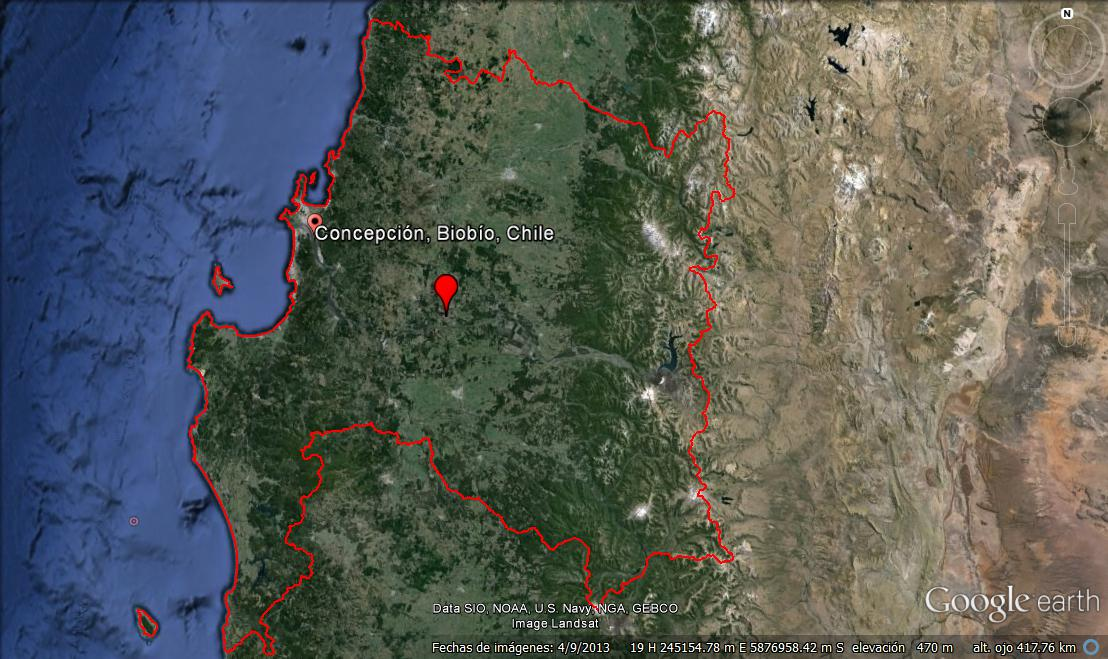 N
Concepción, Biobío, Chile
Data SIO, NOAA, U.S. Navy, NGA, GEBCO
Image Landsat
Google earth
Fechas de imágenes: 4/9/2013 19 H 245154.78 m E 5876958.42 m S elevación 470 m alt. ojo 417.76 km